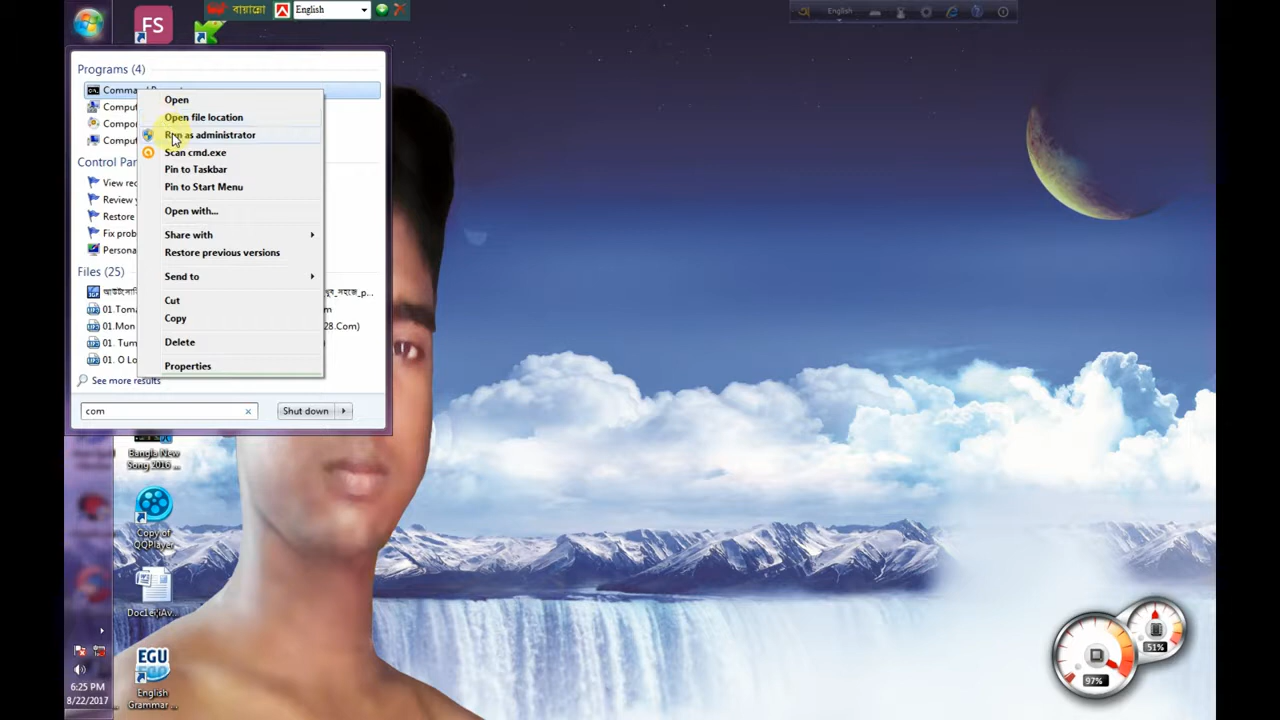 FS
বায়ান্নো
English
English
Programs (4)
Open
Open file location
Run as administrator
Scan cmd.exe
Pin to Taskbar
Pin to Start Menu
Open with...
Share with
Restore previous versions
Send to
Cut
Copy
Delete
Properties
Control Par
View rec
Review y
Restore
Fix prob
Persona
Files (25)
01.Toma
01.Mon
28.Com)
01. Tum
01. O Lo
See more results
com
Shut down
Bangla New
Song 2016 ...
Copy of
QQPlayer
EGU
English
Grammar ...
6:25 PM
8/22/2017
51%
97%